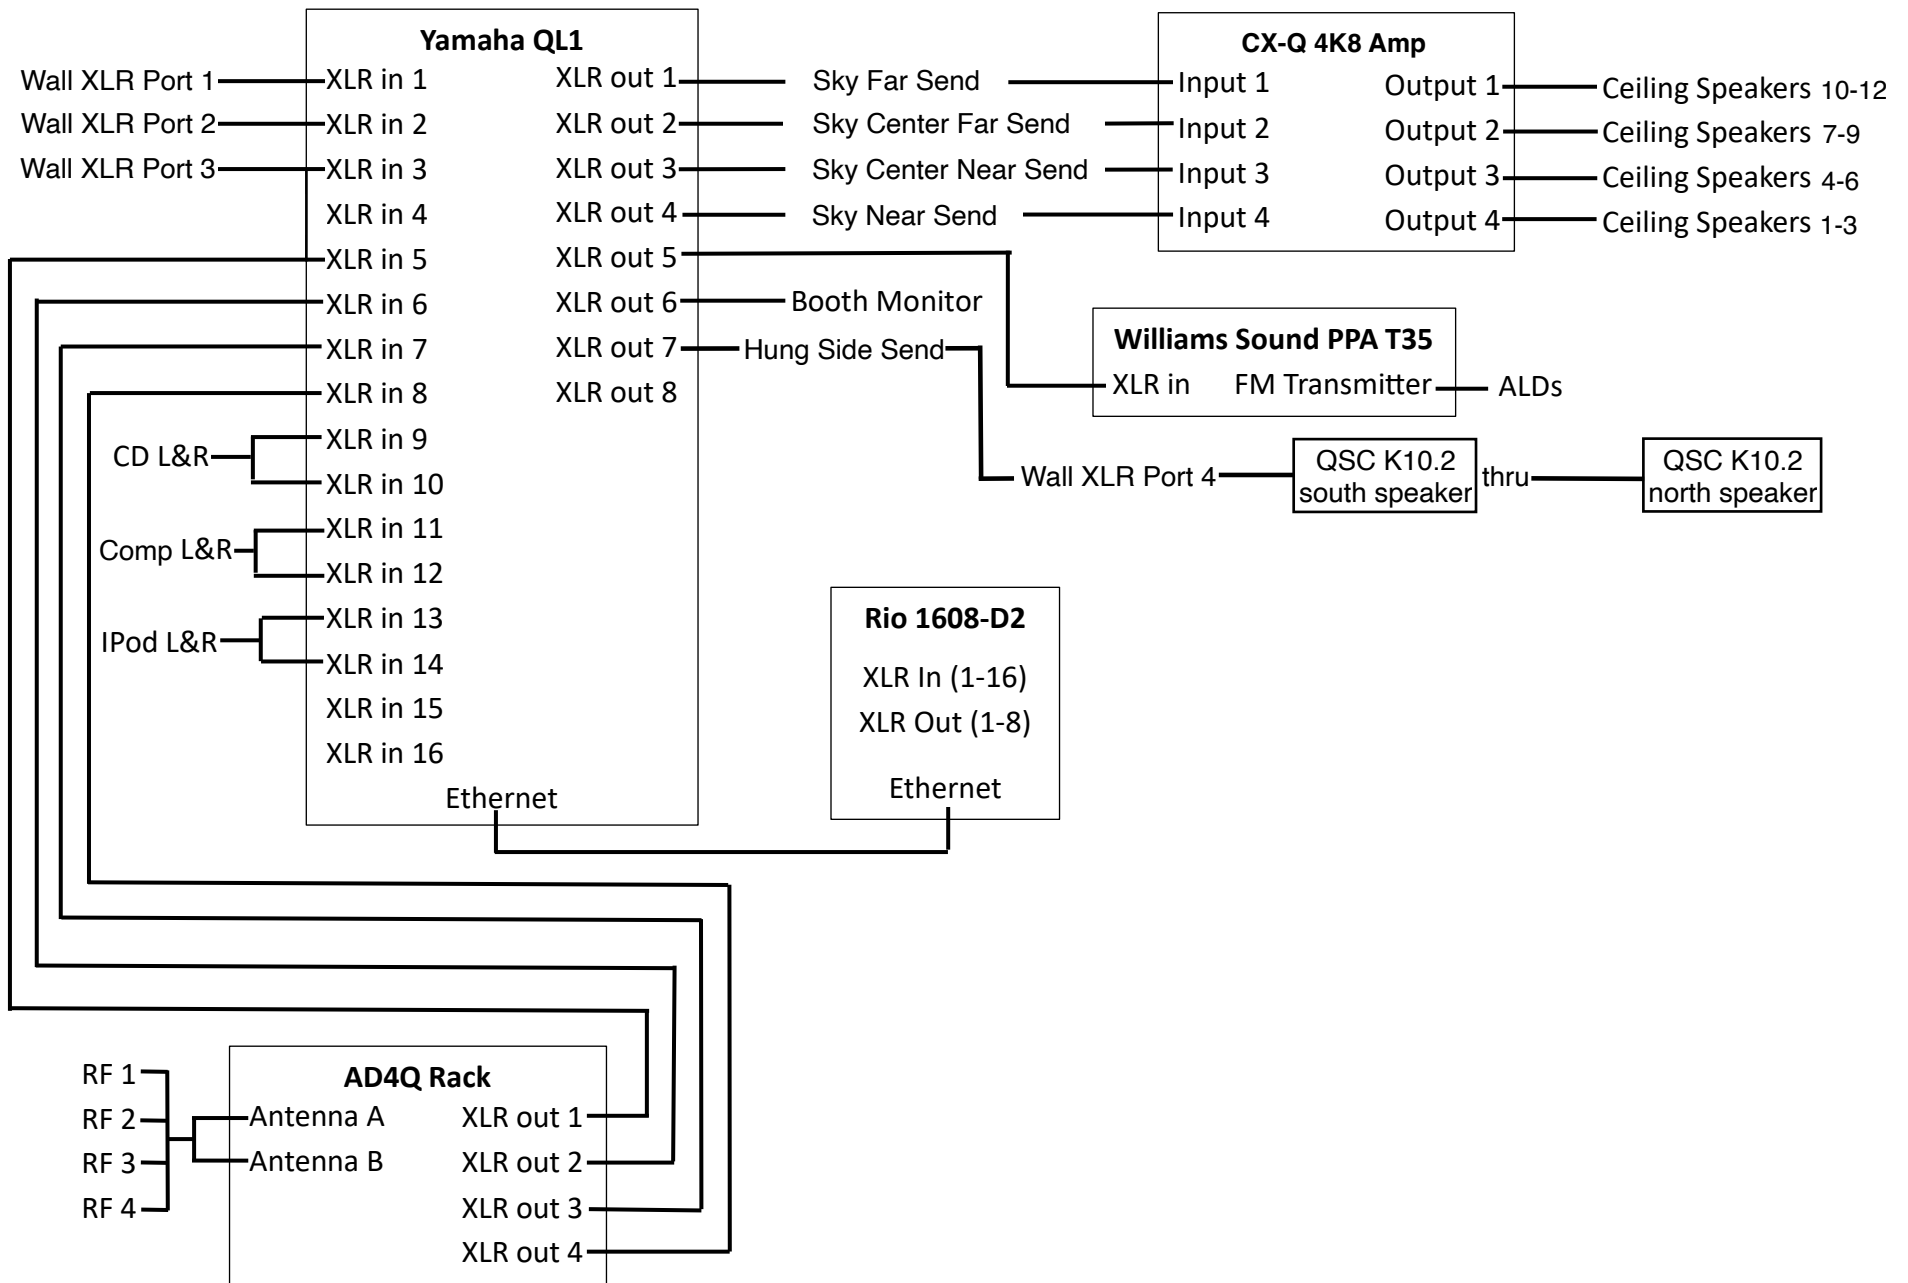 Yamaha QL1
Wall XLR Port 1
Wall XLR Port 2
Wall XLR Port 3
XLR in 1
XLR in 2
XLR in 3
XLR in 4
XLR in 5
XLR in 6
XLR in 7
XLR in 8
XLR in 9
XLR in 10
XLR in 11
XLR in 12
XLR in 13
XLR in 14
XLR in 15
XLR in 16
CD L&R
Comp L&R
IPod L&R
XLR out 1
XLR out 2
XLR out 3
XLR out 4
XLR out 5
XLR out 6
XLR out 7
XLR out 8
Ethernet
Sky Far Send
Sky Center Far Send
Sky Center Near Send
Sky Near Send
Booth Monitor
Hung Side Send
CX-Q 4K8 Amp
Input 1
Input 2
Input 3
Input 4
Output 1
Output 2
Output 3
Output 4
Ceiling Speakers 10-12
Ceiling Speakers 7-9
Ceiling Speakers 4-6
Ceiling Speakers 1-3
Williams Sound PPA T35
XLR in
FM Transmitter
ALDs
Wall XLR Port 4
QSC K10.2
south speaker
thru
QSC K10.2
north speaker
Rio 1608-D2
XLR In (1-16)
XLR Out (1-8)
Ethernet
RF 1
RF 2
RF 3
RF 4
AD4Q Rack
Antenna A
Antenna B
XLR out 1
XLR out 2
XLR out 3
XLR out 4